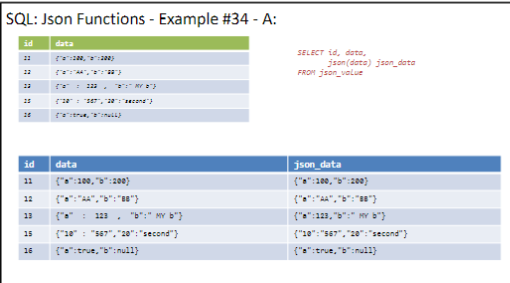 SQL: Json Functions - Example #34 - A:
id data
11 {"a":100,"b":200}
12 {"a":"AA","b":"BB"}
13 {"a" : 123 , "b":" MY b"}
15 {"10" : "567","20":"second"}
16 {"a":true,"b":null}
SELECT id, data,
json(data) json_data
FROM json_value
id data json_data
11 {"a":100,"b":200} {"a":100,"b":200}
12 {"a":"AA","b":"BB"} {"a":"AA","b":"BB"}
13 {"a" : 123 , "b":" MY b"} {"a":123,"b":" MY b"}
15 {"10" : "567","20":"second"} {"10":"567","20":"second"}
16 {"a":true,"b":null} {"a":true,"b":null}